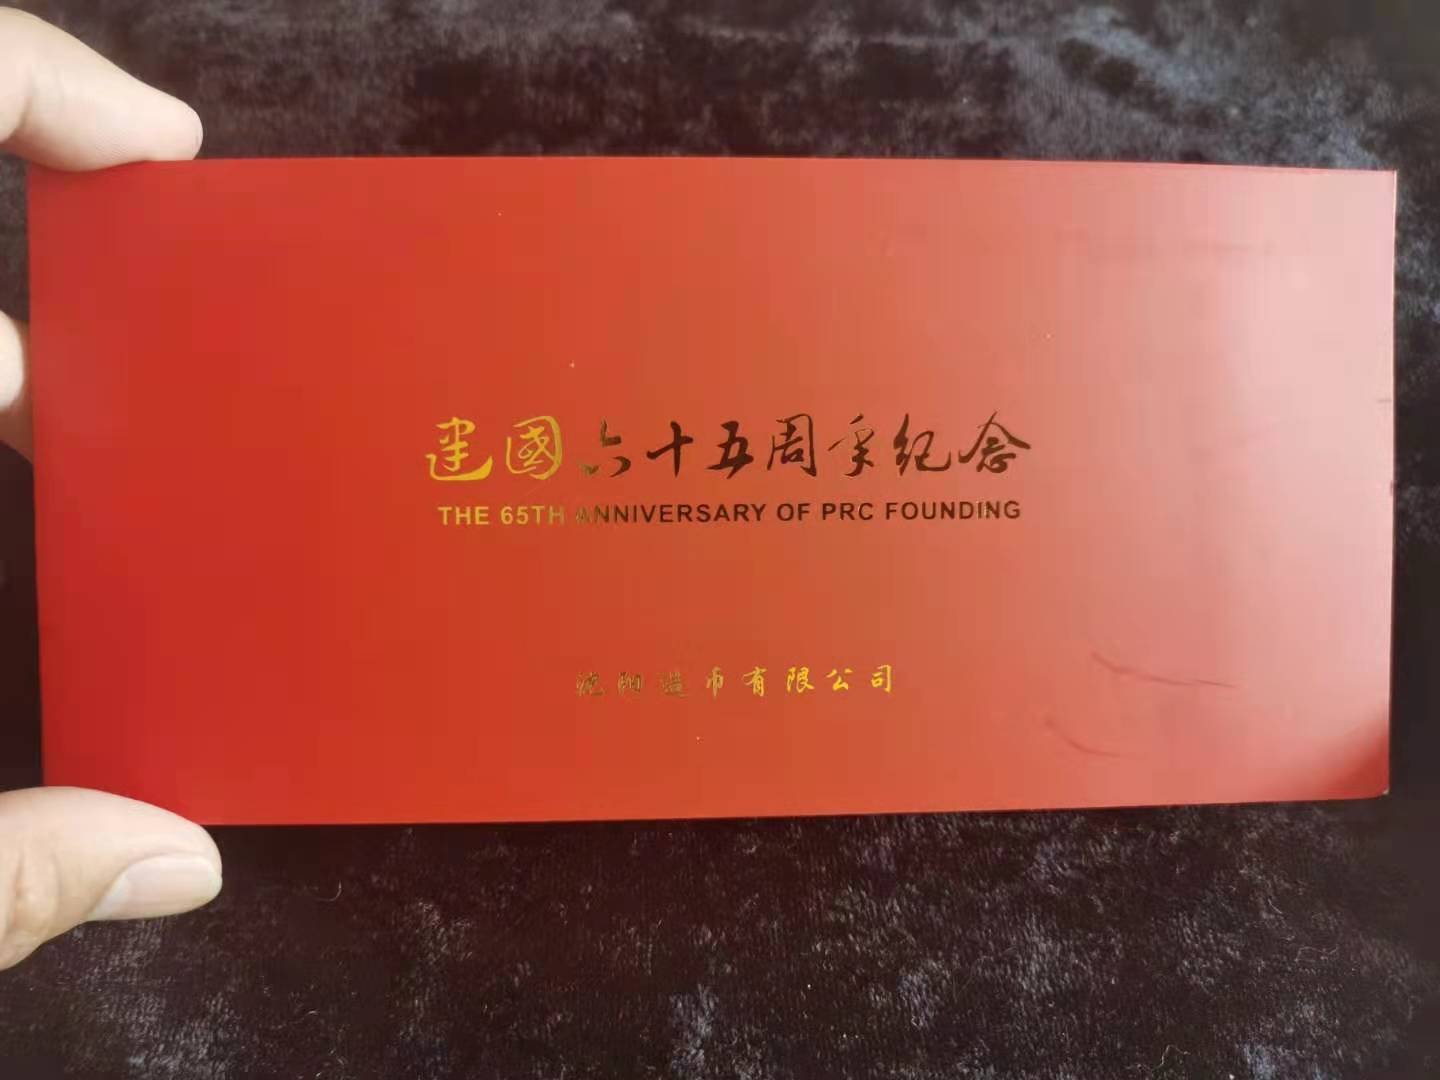 建國六十五周年纪念
THE 65TH ANNIVERSARY OF PRC FOUNDING
沈阳造币有限公司